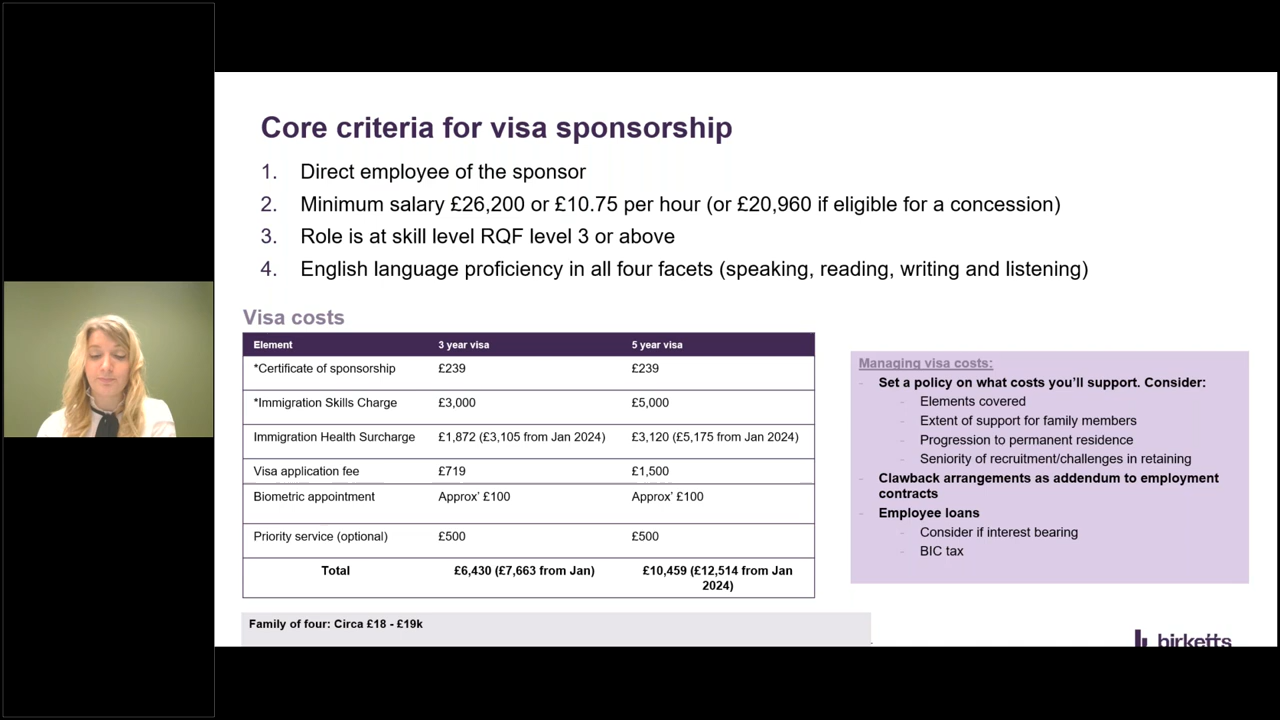 Core criteria for visa sponsorship
1. Direct employee of the sponsor
2. Minimum salary £26,200 or £10.75 per hour (or £20,960 if eligible for a concession)
3. Role is at skill level RQF level 3 or above
4. English language proficiency in all four facets (speaking, reading, writing and listening)
Visa costs
Element 3 year visa 5 year visa
*Certificate of sponsorship £239 £239
*Immigration Skills Charge £3,000 £5,000
Immigration Health Surcharge £1,872 (£3,105 from Jan 2024) £3,120 (£5,175 from Jan 2024)
Visa application fee £719 £1,500
Biometric appointment Approx' £100 Approx' £100
Priority service (optional) £500 £500
Total £6,430 (£7,663 from Jan) £10,459 (£12,514 from Jan
2024)
Family of four: Circa £18 - £19k
Managing visa costs:
- Set a policy on what costs you'll support. Consider:
- Elements covered
- Extent of support for family members
- Progression to permanent residence
- Seniority of recruitment/challenges in retaining
- Clawback arrangements as addendum to employment
contracts
- Employee loans
- Consider if interest bearing
- BIC tax
birketts